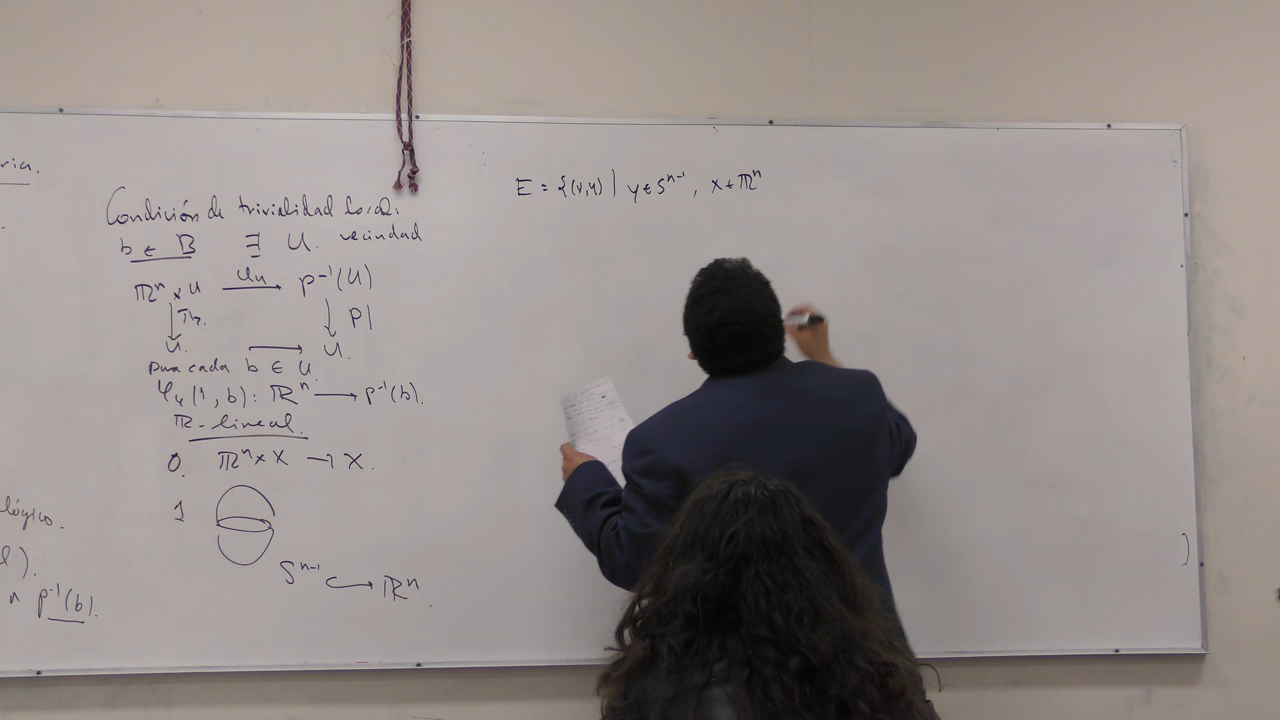 ria.
Condición de trivialidad local.
b ∈ B ∃ U. vecindad
ℝⁿ × U → p⁻¹(U)
p|
U. → U.
para cada b ∈ U
φᵤ( , b): ℝⁿ → p⁻¹(b).
ℝ-lineal.
0. ℝⁿ × X → X.
1
Sⁿ⁻¹ ↪ ℝⁿ.
lógico.
l).
n p⁻¹(b).
E = {(x,y) | y ∈ Sⁿ⁻¹, x ∈ ℝⁿ
)